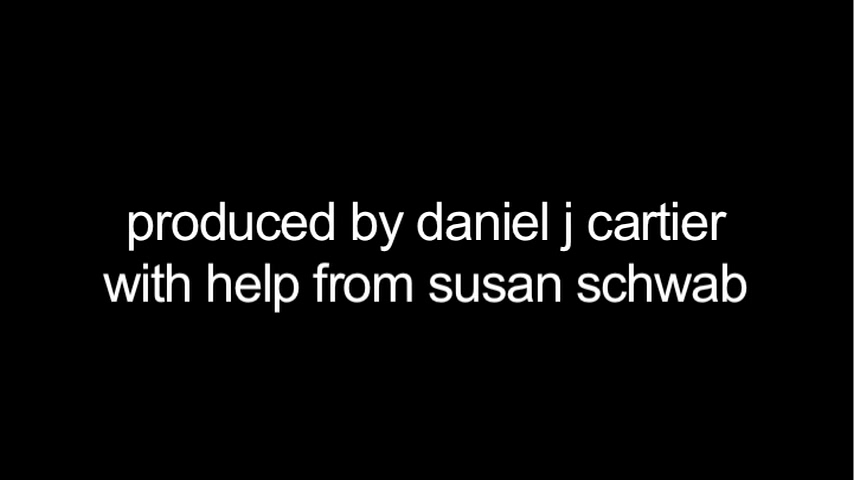 produced by daniel j cartier
with help from susan schwab